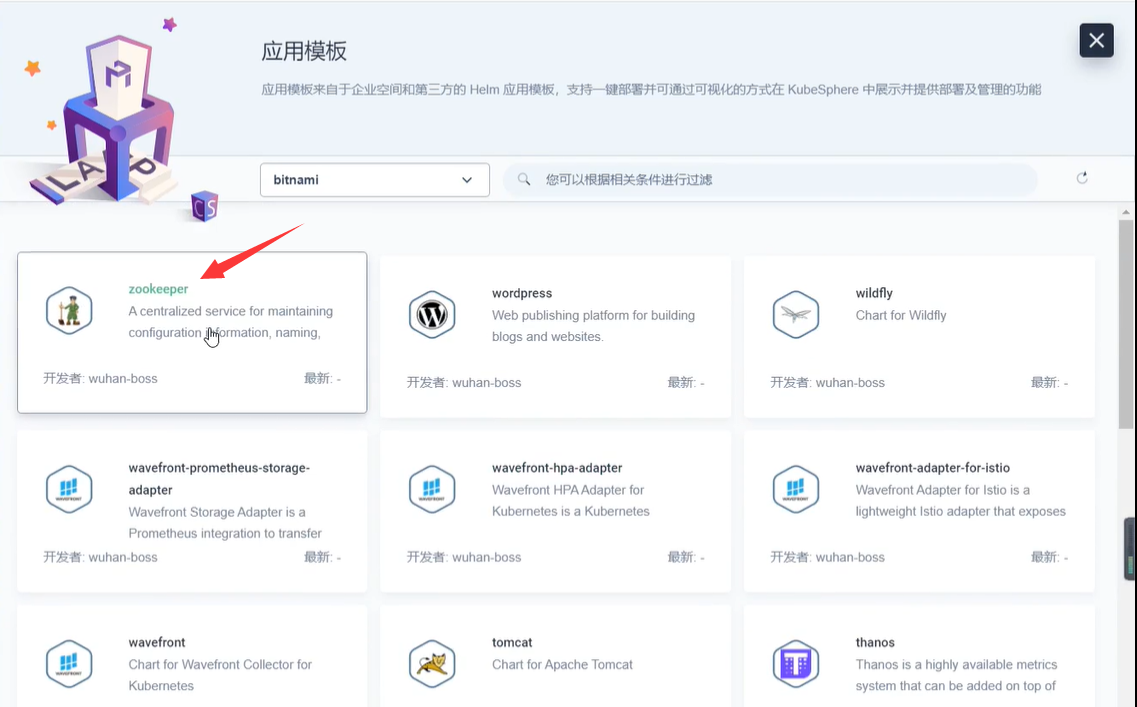 应用模板
应用模板来自于企业空间和第三方的 Helm 应用模板，支持一键部署并可通过可视化的方式在 KubeSphere 中展示并提供部署及管理的功能
LAPP
CS
bitnami
您可以根据相关条件进行过滤
zookeeper
A centralized service for maintaining
configuration information, naming,
开发者: wuhan-boss
最新: -
wordpress
Web publishing platform for building
blogs and websites.
开发者: wuhan-boss
最新: -
wildfly
Chart for Wildfly
开发者: wuhan-boss
最新: -
wavefront-prometheus-storage-
adapter
Wavefront Storage Adapter is a
Prometheus integration to transfer
开发者: wuhan-boss
最新: -
wavefront-hpa-adapter
Wavefront HPA Adapter for
Kubernetes is a Kubernetes
开发者: wuhan-boss
最新: -
wavefront-adapter-for-istio
Wavefront Adapter for Istio is a
lightweight Istio adapter that exposes
开发者: wuhan-boss
最新: -
wavefront
Chart for Wavefront Collector for
Kubernetes
tomcat
Chart for Apache Tomcat
thanos
Thanos is a highly available metrics
system that can be added on top of